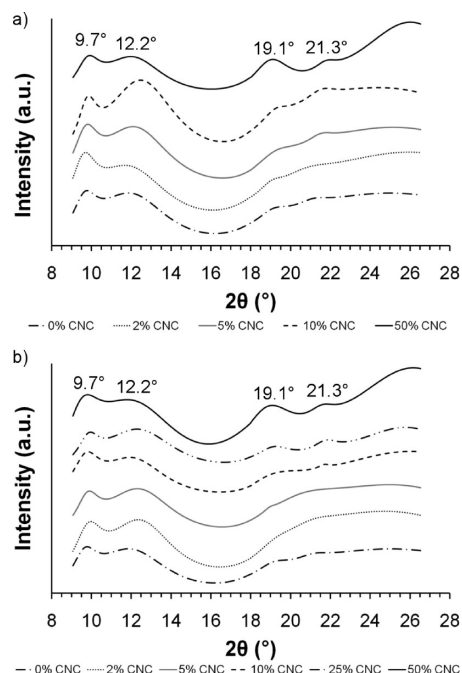 a)
9.7° 12.2° 19.1° 21.3°
Intensity (a.u.)
8 10 12 14 16 18 20 22 24 26 28
2θ (°)
0% CNC 2% CNC 5% CNC 10% CNC 50% CNC
b)
9.7° 12.2° 19.1° 21.3°
Intensity (a.u.)
8 10 12 14 16 18 20 22 24 26 28
2θ (°)
0% CNC 2% CNC 5% CNC 10% CNC 25% CNC 50% CNC